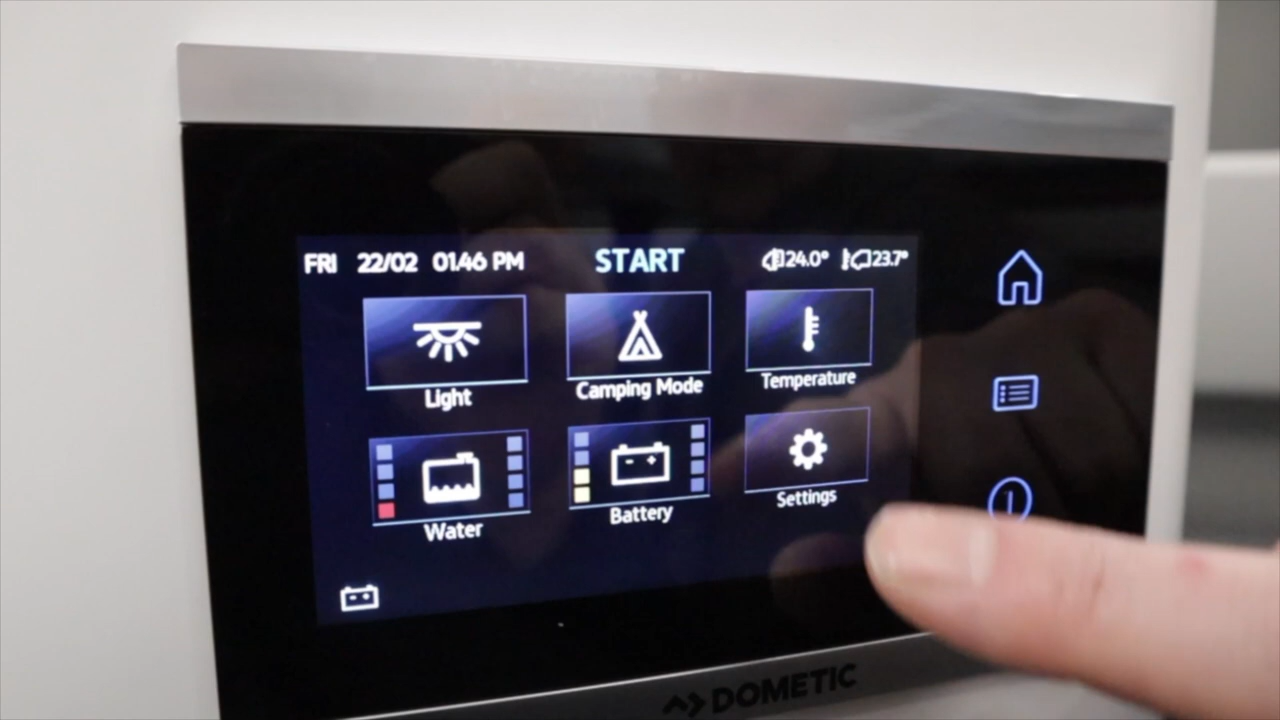 FRI 22/02 01.46 PM START 24.0° 23.7°
Light Camping Mode Temperature
Water Battery Settings
DOMETIC